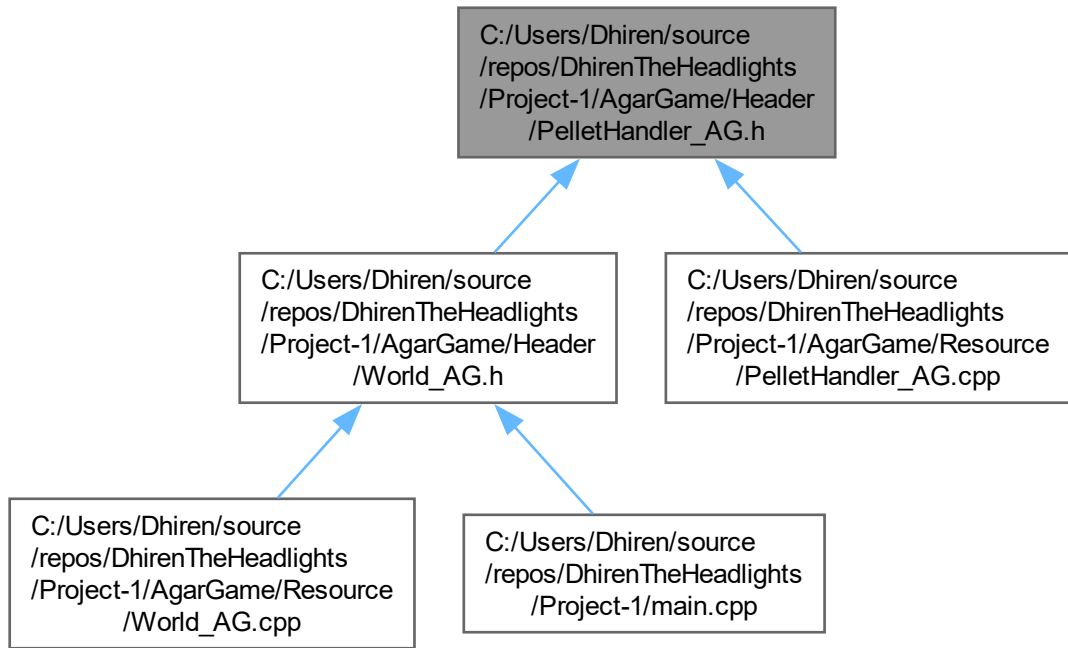 C:/Users/Dhiren/source
/repos/DhirenTheHeadlights
/Project-1/AgarGame/Header
/PelletHandler_AG.h
C:/Users/Dhiren/source
/repos/DhirenTheHeadlights
/Project-1/AgarGame/Header
/World_AG.h
C:/Users/Dhiren/source
/repos/DhirenTheHeadlights
/Project-1/AgarGame/Resource
/PelletHandler_AG.cpp
C:/Users/Dhiren/source
/repos/DhirenTheHeadlights
/Project-1/AgarGame/Resource
/World_AG.cpp
C:/Users/Dhiren/source
/repos/DhirenTheHeadlights
/Project-1/main.cpp